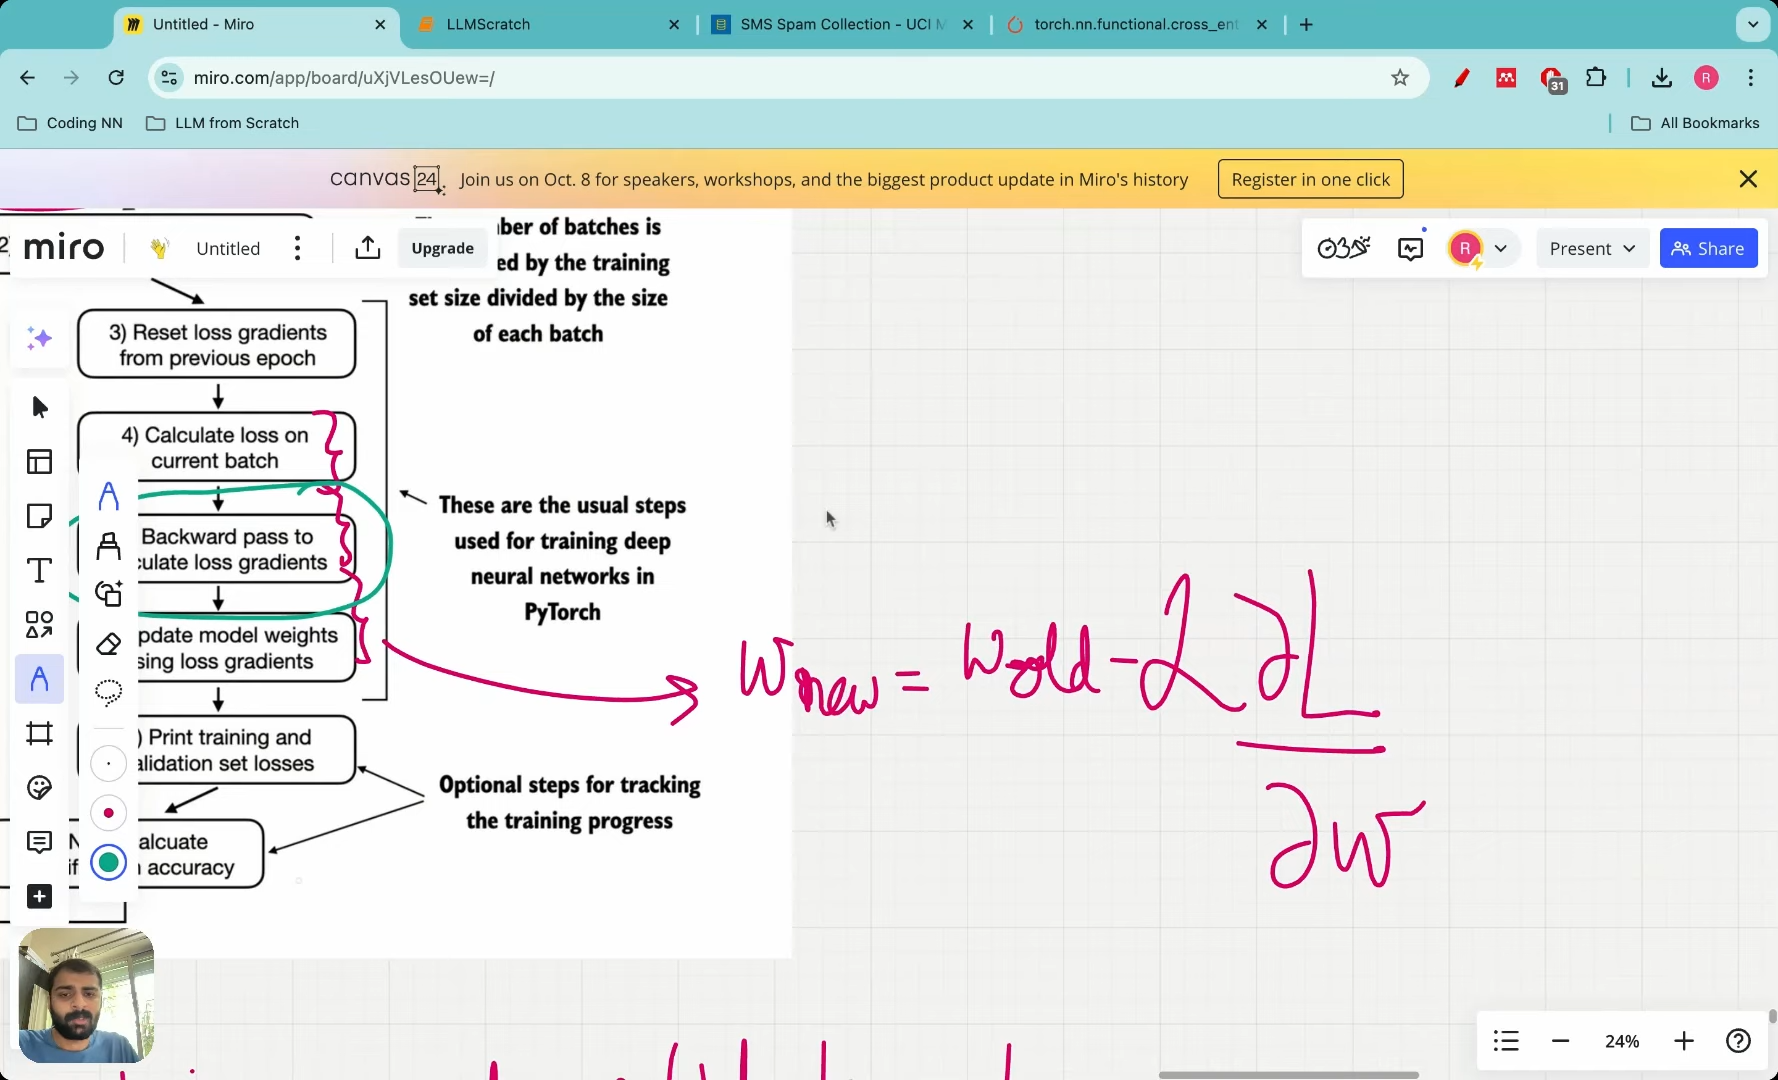 Untitled - Miro
LLMScratch
SMS Spam Collection - UCI M
torch.nn.functional.cross_ent
miro.com/app/board/uXjVLesOUew=/
31
R
Coding NN
LLM from Scratch
All Bookmarks
canvas 24
Join us on Oct. 8 for speakers, workshops, and the biggest product update in Miro's history
Register in one click
miro
Untitled
Upgrade
R
Present
Share
ber of batches is
ed by the training
set size divided by the size
of each batch
3) Reset loss gradients
from previous epoch
4) Calculate loss on
current batch
Backward pass to
culate loss gradients
pdate model weights
sing loss gradients
) Print training and
alidation set losses
alcuate
accuracy
These are the usual steps
used for training deep
neural networks in
PyTorch
Optional steps for tracking
the training progress
Wnew = Wold - α ∂L
∂W
24%